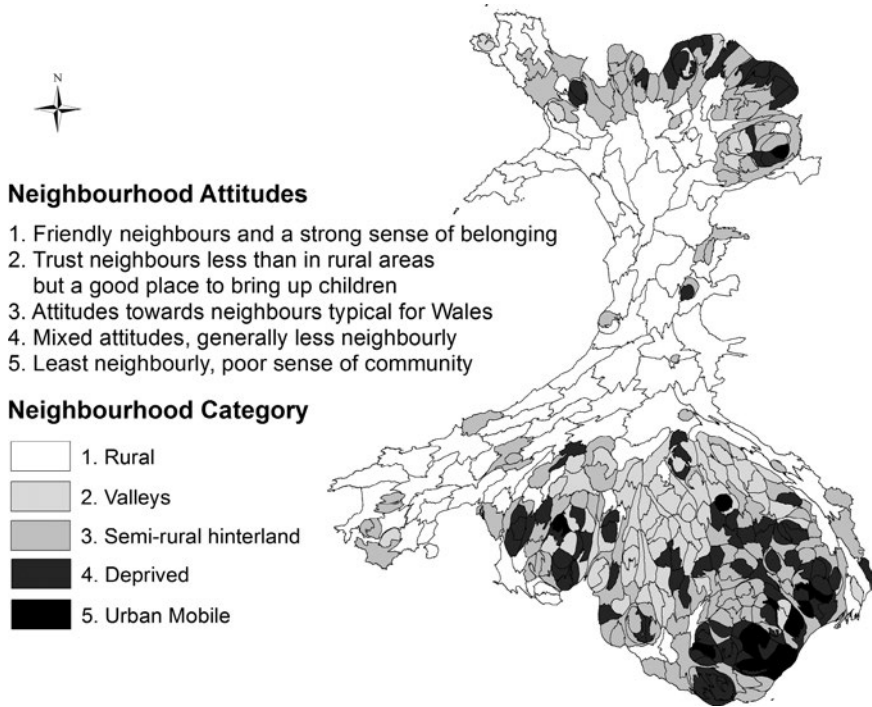 N
Neighbourhood Attitudes
1. Friendly neighbours and a strong sense of belonging
2. Trust neighbours less than in rural areas
but a good place to bring up children
3. Attitudes towards neighbours typical for Wales
4. Mixed attitudes, generally less neighbourly
5. Least neighbourly, poor sense of community
Neighbourhood Category
1. Rural
2. Valleys
3. Semi-rural hinterland
4. Deprived
5. Urban Mobile